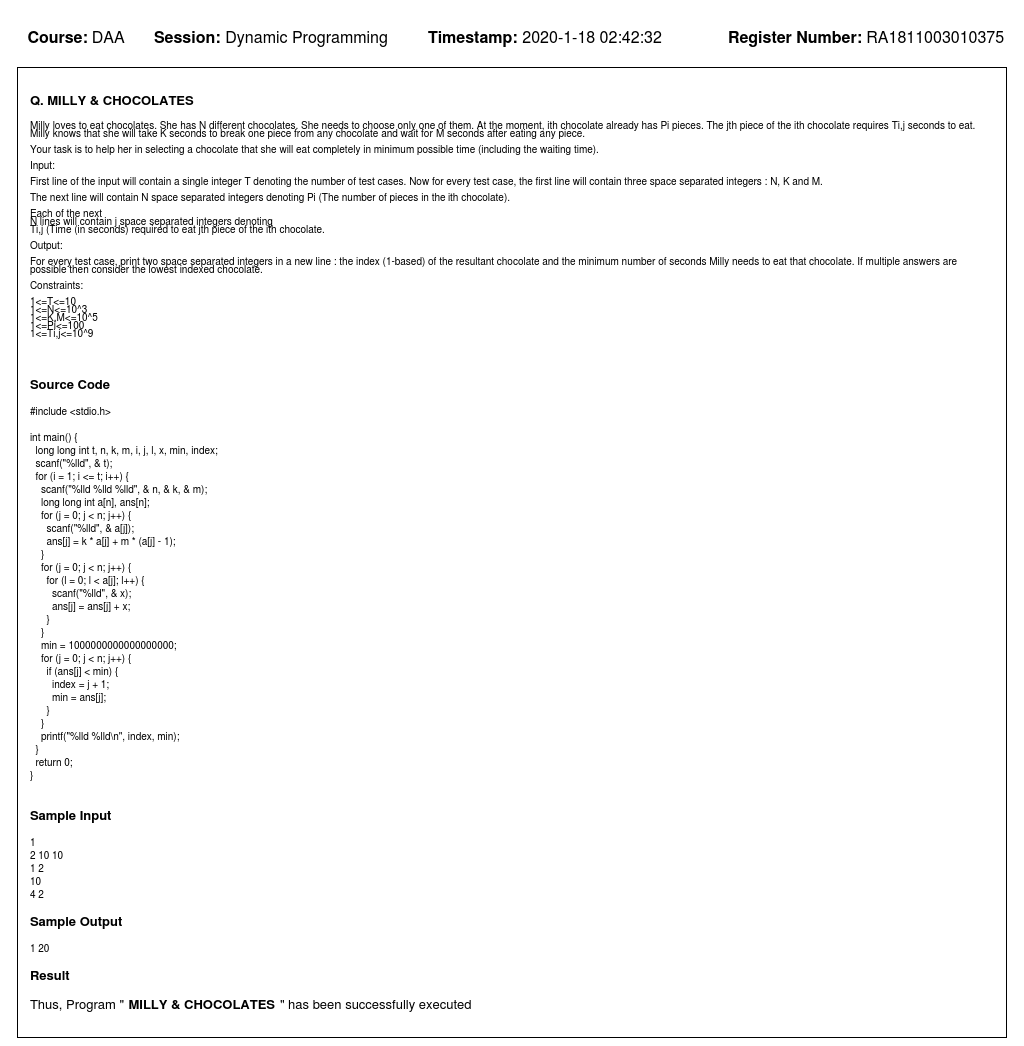 Course: DAA Session: Dynamic Programming Timestamp: 2020-1-18 02:42:32 Register Number: RA1811003010375
Q. MILLY & CHOCOLATES
Milly loves to eat chocolates. She has N different chocolates. She needs to choose only one of them. At the moment, ith chocolate already has Pi pieces. The jth piece of the ith chocolate requires Ti,j seconds to eat.
Milly knows that she will take K seconds to break one piece from any chocolate and wait for M seconds after eating any piece.
Your task is to help her in selecting a chocolate that she will eat completely in minimum possible time (including the waiting time).
Input:
First line of the input will contain a single integer T denoting the number of test cases. Now for every test case, the first line will contain three space separated integers : N, K and M.
The next line will contain N space separated integers denoting Pi (The number of pieces in the ith chocolate).
Each of the next
N lines will contain j space separated integers denoting
Ti,j (Time (in seconds) required to eat jth piece of the ith chocolate.
Output:
For every test case, print two space separated integers in a new line : the index (1-based) of the resultant chocolate and the minimum number of seconds Milly needs to eat that chocolate. If multiple answers are
possible then consider the lowest indexed chocolate.
Constraints:
1<=T<=10
1<=N<=10^3
1<=K,M<=10^5
1<=Pi<=100
1<=Ti,j<=10^9
Source Code
#include <stdio.h>
int main() {
long long int t, n, k, m, i, j, l, x, min, index;
scanf("%lld", & t);
for (i = 1; i <= t; i++) {
scanf("%lld %lld %lld", & n, & k, & m);
long long int a[n], ans[n];
for (j = 0; j < n; j++) {
scanf("%lld", & a[j]);
ans[j] = k * a[j] + m * (a[j] - 1);
}
for (j = 0; j < n; j++) {
for (l = 0; l < a[j]; l++) {
scanf("%lld", & x);
ans[j] = ans[j] + x;
}
}
min = 1000000000000000000;
for (j = 0; j < n; j++) {
if (ans[j] < min) {
index = j + 1;
min = ans[j];
}
}
printf("%lld %lld\n", index, min);
}
return 0;
}
Sample Input
1
2 10 10
1 2
10
4 2
Sample Output
1 20
Result
Thus, Program " MILLY & CHOCOLATES " has been successfully executed